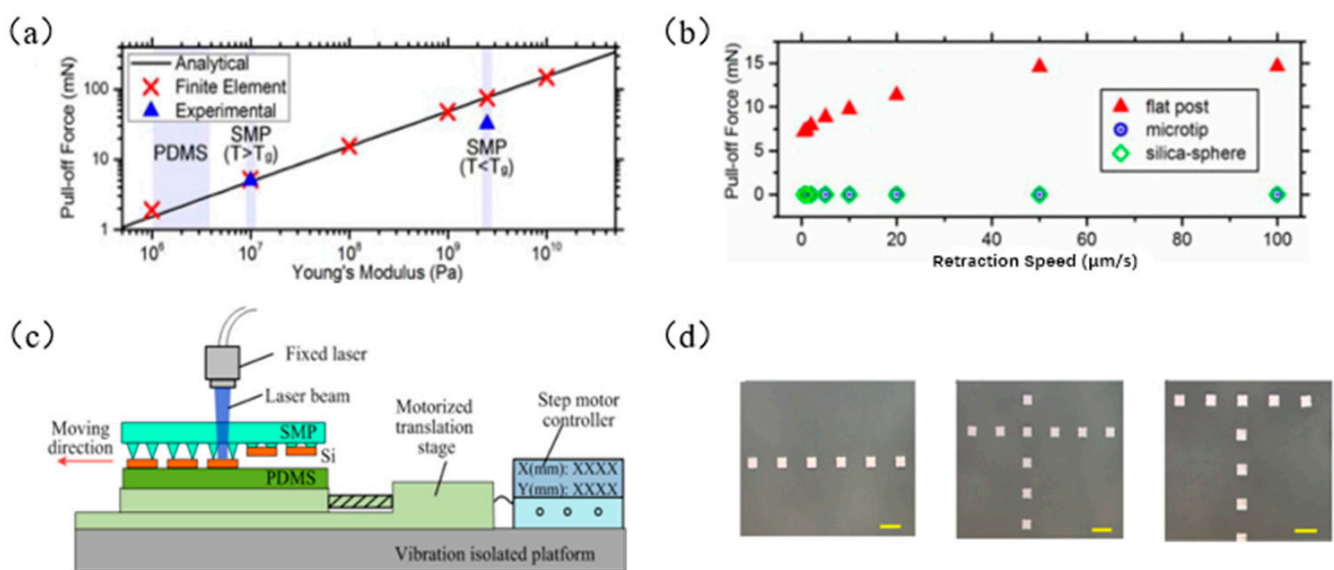 (a)
Pull-off Force (mN)
100
10
1
Analytical
Finite Element
Experimental
PDMS
SMP
(T>Tg)
SMP
(T<Tg)
10⁶ 10⁷ 10⁸ 10⁹ 10¹⁰
Young's Modulus (Pa)
(b)
Pull-off Force (mN)
15
10
5
0
flat post
microtip
silica-sphere
0 20 40 60 80 100
Retraction Speed (μm/s)
(c)
Fixed laser
Laser beam
Moving
direction
SMP
Si
PDMS
Motorized
translation
stage
Step motor
controller
X(mm): XXXX
Y(mm): XXXX
Vibration isolated platform
(d)